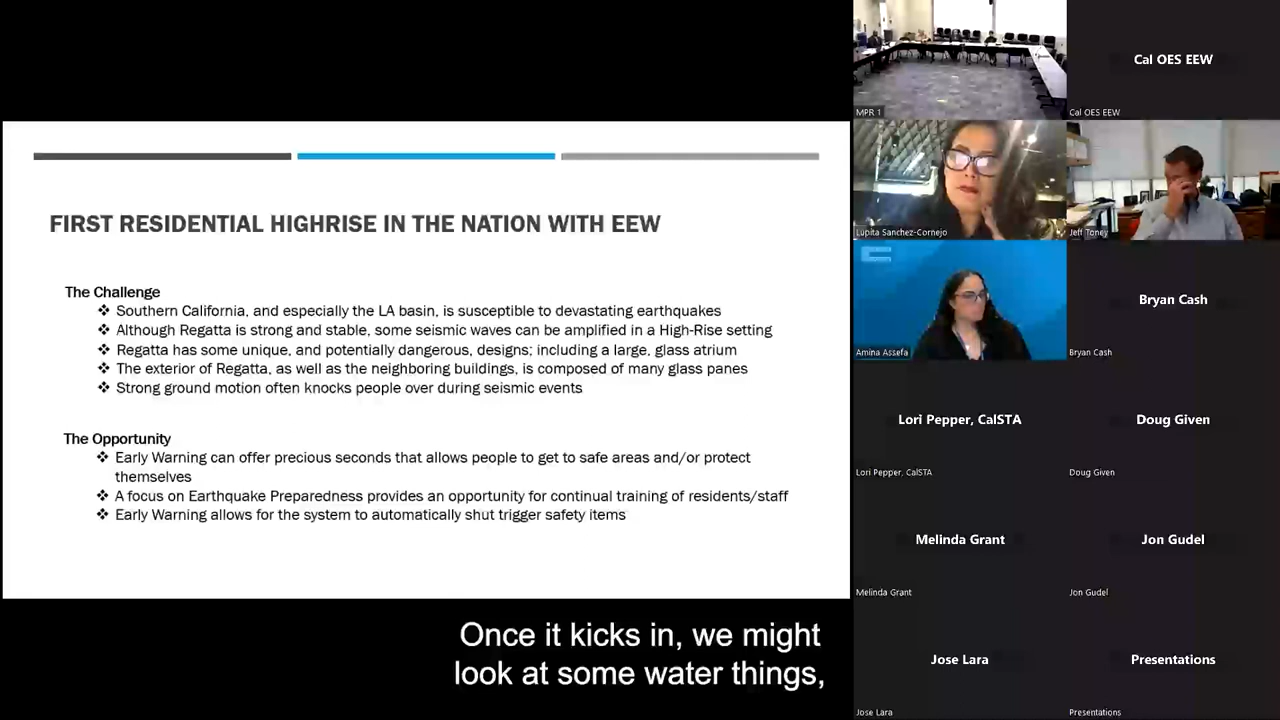 FIRST RESIDENTIAL HIGHRISE IN THE NATION WITH EEW
The Challenge
❖ Southern California, and especially the LA basin, is susceptible to devastating earthquakes
❖ Although Regatta is strong and stable, some seismic waves can be amplified in a High-Rise setting
❖ Regatta has some unique, and potentially dangerous, designs; including a large, glass atrium
❖ The exterior of Regatta, as well as the neighboring buildings, is composed of many glass panes
❖ Strong ground motion often knocks people over during seismic events
The Opportunity
❖ Early Warning can offer precious seconds that allows people to get to safe areas and/or protect
themselves
❖ A focus on Earthquake Preparedness provides an opportunity for continual training of residents/staff
❖ Early Warning allows for the system to automatically shut trigger safety items
Once it kicks in, we might
look at some water things,
MPR 1
Cal OES EEW
Cal OES EEW
Lupita Sanchez-Cornejo
Jeff Toney
Amina Assefa
Bryan Cash
Bryan Cash
Lori Pepper, CalSTA
Lori Pepper, CalSTA
Doug Given
Doug Given
Melinda Grant
Melinda Grant
Jon Gudel
Jon Gudel
Jose Lara
Jose Lara
Presentations
Presentations